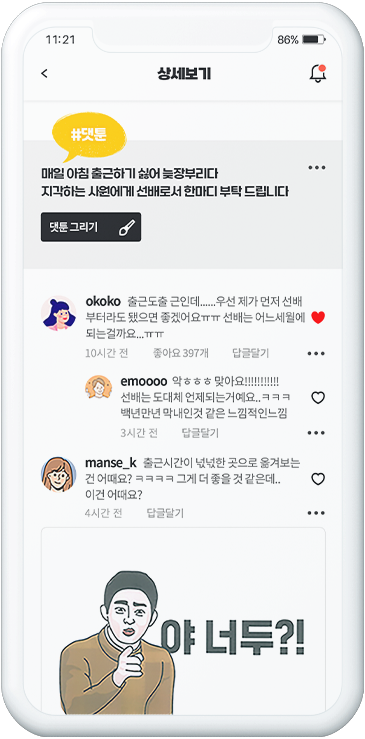 11:21 86%
상세보기
#댓툰
매일 아침 출근하기 싫어 늦장부리다
지각하는 사원에게 선배로서 한마디 부탁 드립니다
댓툰 그리기
okoko 출근도출 근인데......우선 제가 먼저 선배
부터라도 됐으면 좋겠어요ㅠㅠ 선배는 어느세월에
되는걸까요...ㅠㅠ
10시간 전 좋아요 397개 답글달기
emoooo 악ㅎㅎㅎ 맞아요!!!!!!!!!!!
선배는 도대체 언제되는거예요..ㅋㅋㅋ
백년만년 막내인것 같은 느낌적인느낌
3시간 전 답글달기
manse_k 출근시간이 넉넉한 곳으로 옮겨보는
건 어때요? ㅋㅋㅋㅋ 그게 더 좋을 것 같은데..
이건 어때요?
4시간 전 답글달기
야 너두?!